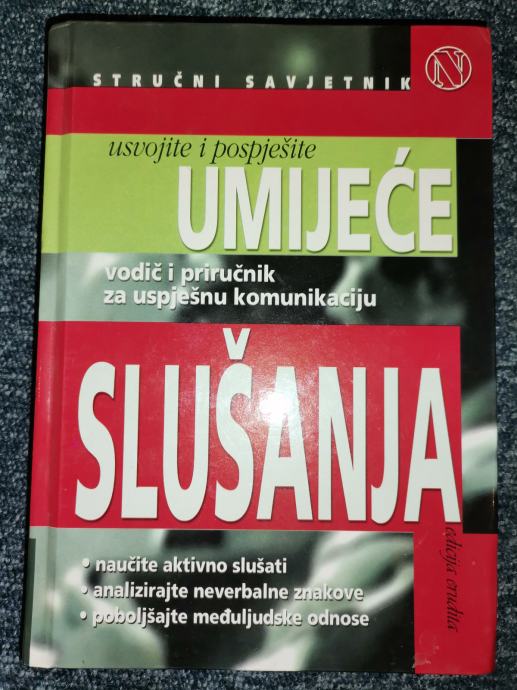 STRUČNI SAVJETNIK
N
usvojite i pospješite
UMIJEĆE
vodič i priručnik
za uspješnu komunikaciju
SLUŠANJA
• naučite aktivno slušati
• analizirajte neverbalne znakove
• poboljšajte međuljudske odnose
edicija erudita